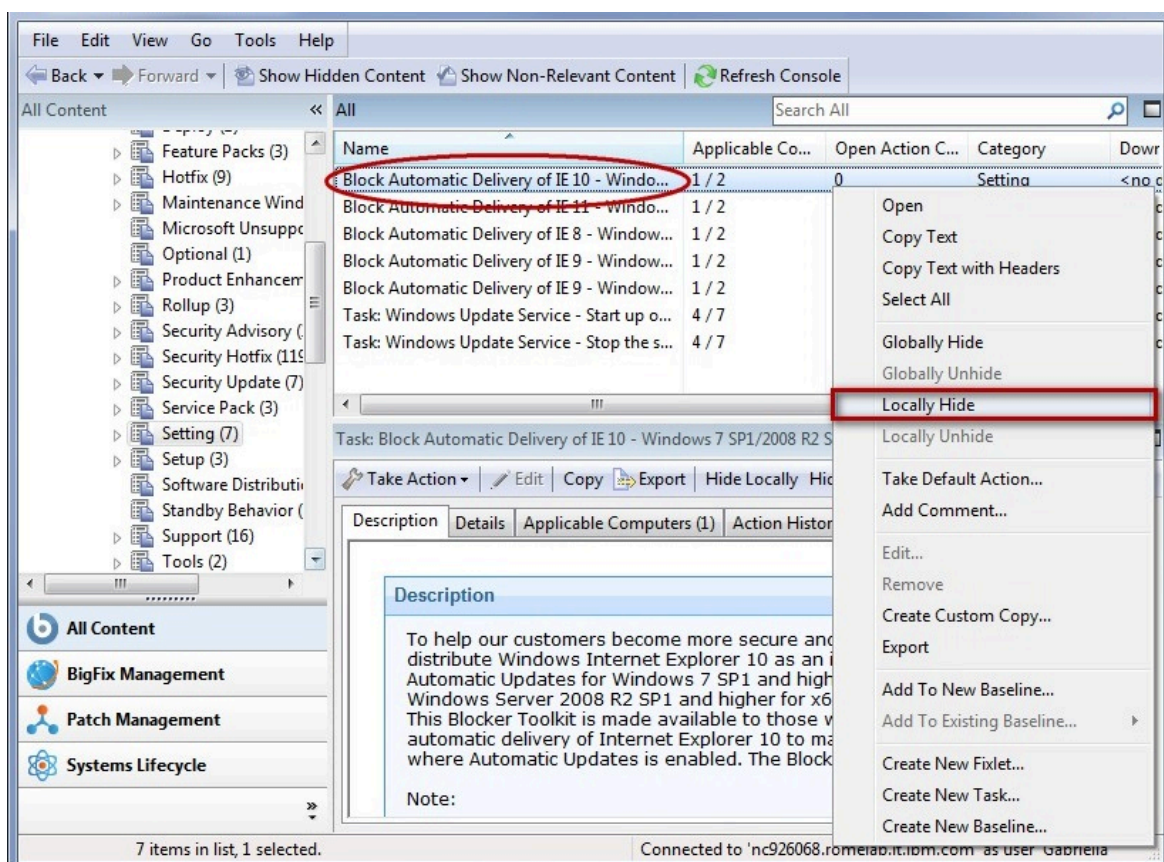 File Edit View Go Tools Help
Back Forward Show Hidden Content Show Non-Relevant Content Refresh Console
All Content « All Search All
Name Applicable Co... Open Action C... Category Down
Feature Packs (3)
Hotfix (9)
Maintenance Wind
Microsoft Unsuppo
Optional (1)
Product Enhancem
Rollup (3)
Security Advisory (
Security Hotfix (119
Security Update (7)
Service Pack (3)
Setting (7)
Setup (3)
Software Distributi
Standby Behavior (
Support (16)
Tools (2)
Block Automatic Delivery of IE 10 - Windo... 1 / 2 0 Setting
Block Automatic Delivery of IE 11 - Windo... 1 / 2
Block Automatic Delivery of IE 8 - Window... 1 / 2
Block Automatic Delivery of IE 9 - Window... 1 / 2
Block Automatic Delivery of IE 9 - Window... 1 / 2
Task: Windows Update Service - Start up o... 4 / 7
Task: Windows Update Service - Stop the s... 4 / 7
Open
Copy Text
Copy Text with Headers
Select All
Globally Hide
Globally Unhide
Locally Hide
Locally Unhide
Take Default Action...
Add Comment...
Edit...
Remove
Create Custom Copy...
Export
Add To New Baseline...
Add To Existing Baseline...
Create New Fixlet...
Create New Task...
Create New Baseline...
Task: Block Automatic Delivery of IE 10 - Windows 7 SP1/2008 R2 S
Take Action Edit Copy Export Hide Locally Hid
Description Details Applicable Computers (1) Action Histor
Description
To help our customers become more secure and
distribute Windows Internet Explorer 10 as an i
Automatic Updates for Windows 7 SP1 and high
Windows Server 2008 R2 SP1 and higher for x6
This Blocker Toolkit is made available to those w
automatic delivery of Internet Explorer 10 to ma
where Automatic Updates is enabled. The Block
Note:
All Content
BigFix Management
Patch Management
Systems Lifecycle
»
7 items in list, 1 selected.
Connected to 'nc926068.romelab.it.ibm.com' as user 'Gabriella'